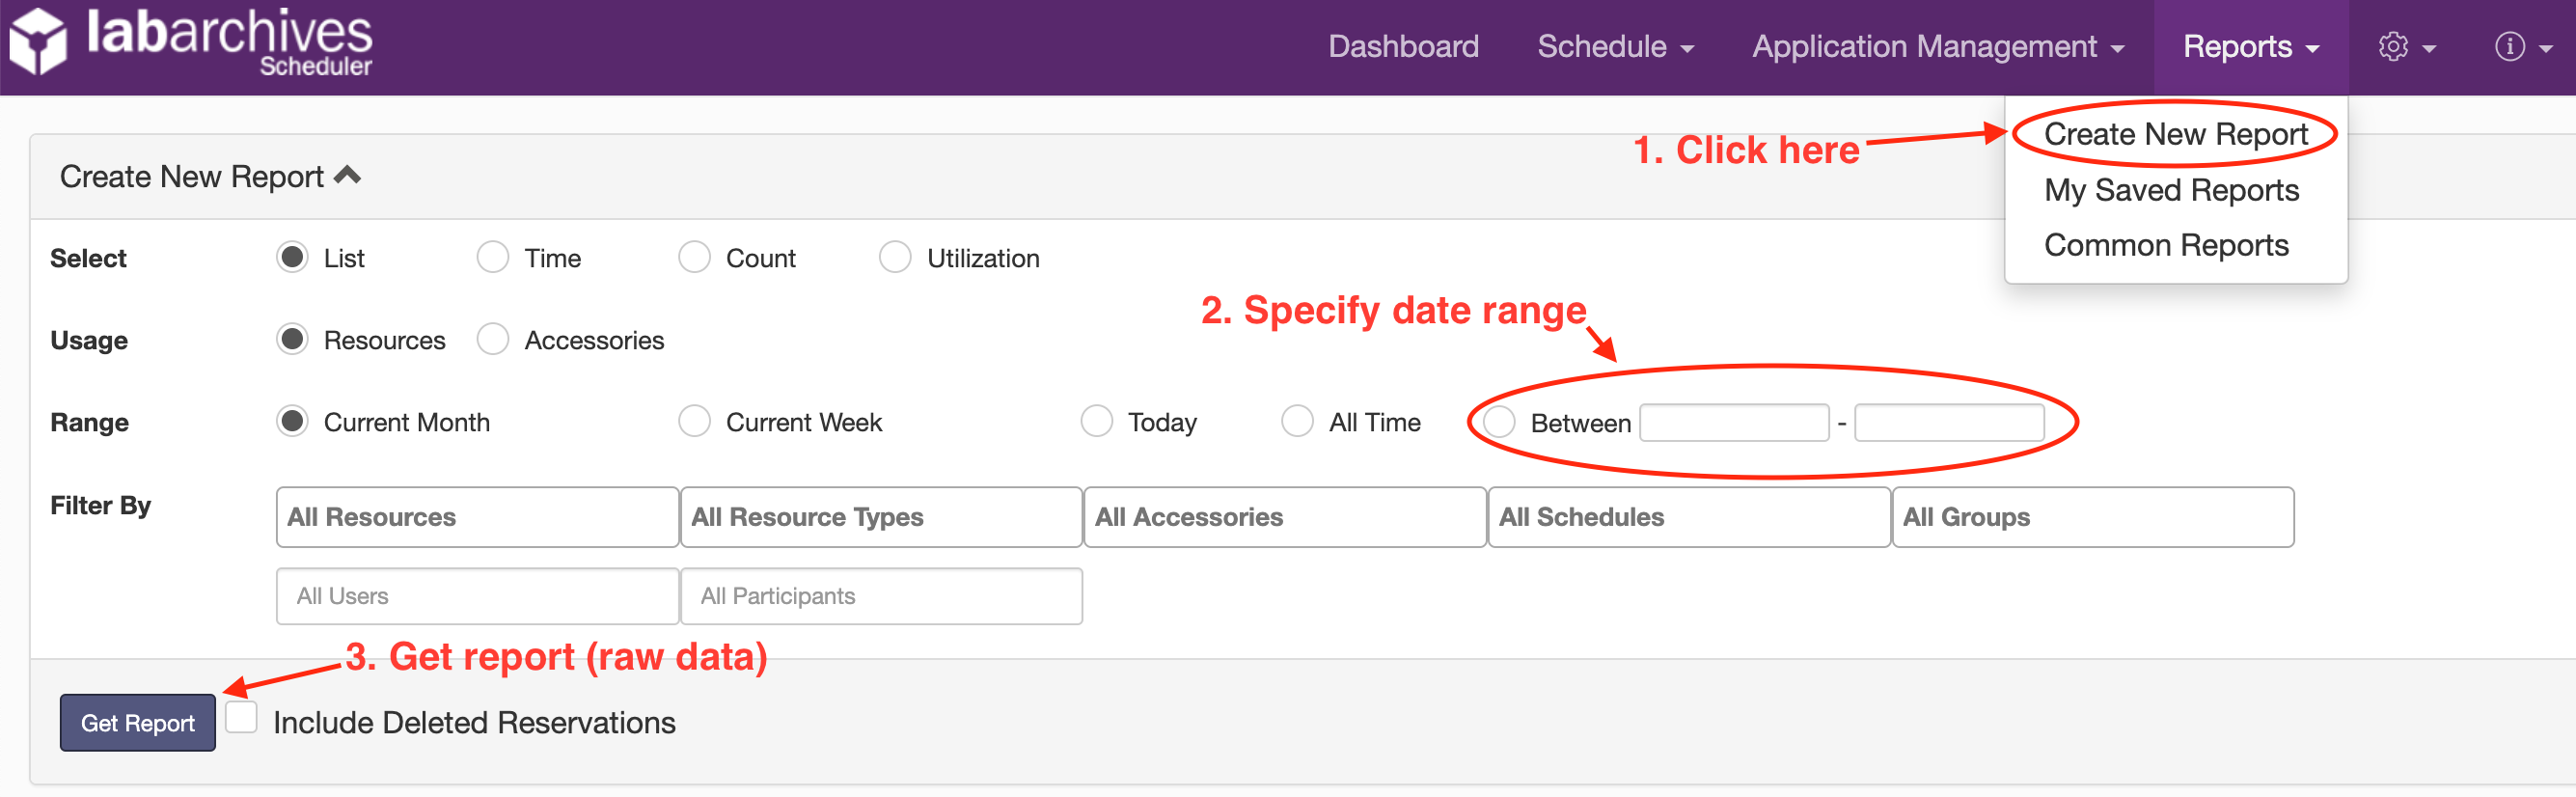 labarchives
Scheduler
Dashboard Schedule Application Management Reports
1. Click here
Create New Report
My Saved Reports
Common Reports
Create New Report
Select List Time Count Utilization
2. Specify date range
Usage Resources Accessories
Range Current Month Current Week Today All Time Between -
Filter By All Resources All Resource Types All Accessories All Schedules All Groups
All Users All Participants
3. Get report (raw data)
Get Report Include Deleted Reservations